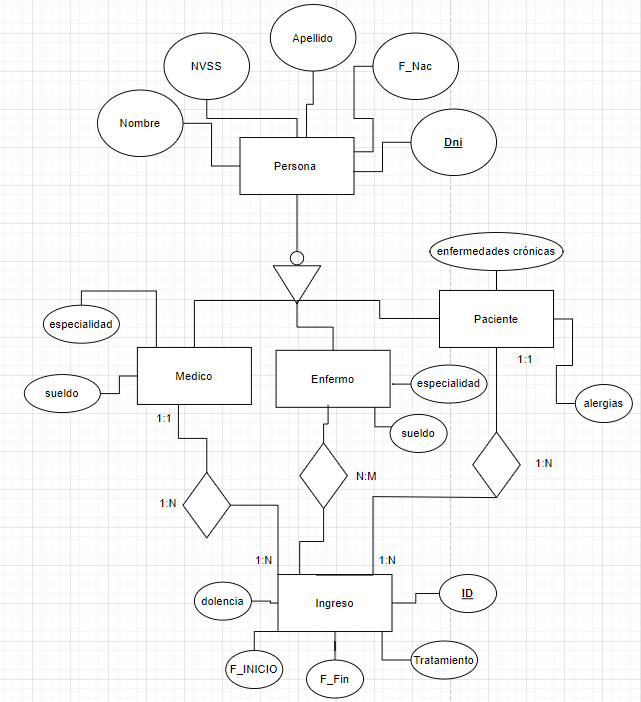 Apellido
NVSS
F_Nac
Nombre
Dni
Persona
enfermedades crónicas
especialidad
Paciente
1:1
Medico
Enfermo
especialidad
sueldo
alergias
1:1
sueldo
1:N
N:M
1:N
1:N
1:N
dolencia
Ingreso
ID
F_INICIO
F_Fin
Tratamiento